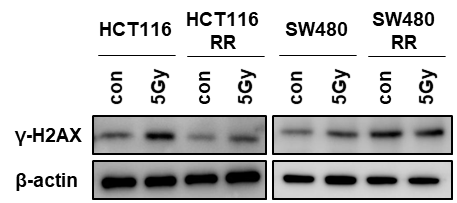 HCT116 HCT116 RR SW480 SW480 RR
con 5Gy con 5Gy con 5Gy con 5Gy
γ-H2AX
β-actin